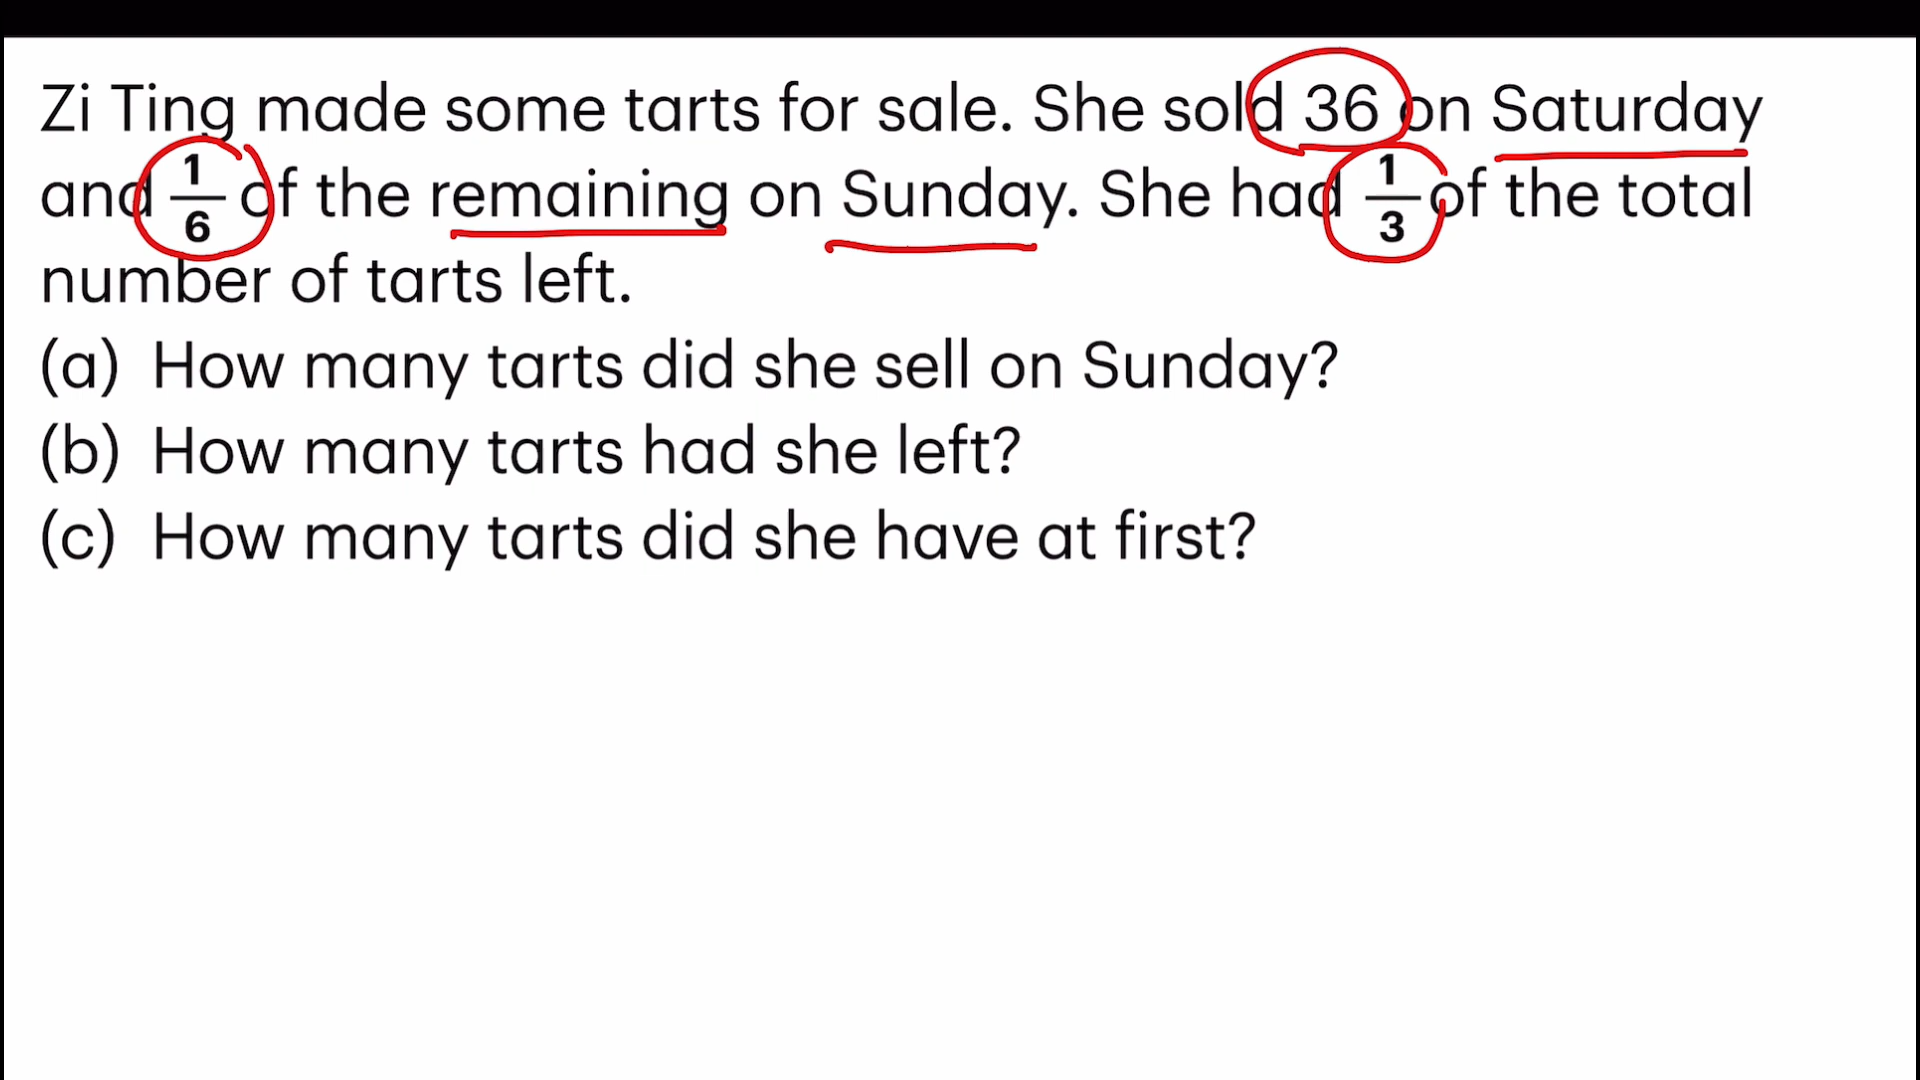 Zi Ting made some tarts for sale. She sold 36 on Saturday
and 1/6 of the remaining on Sunday. She had 1/3 of the total
number of tarts left.
(a) How many tarts did she sell on Sunday?
(b) How many tarts had she left?
(c) How many tarts did she have at first?